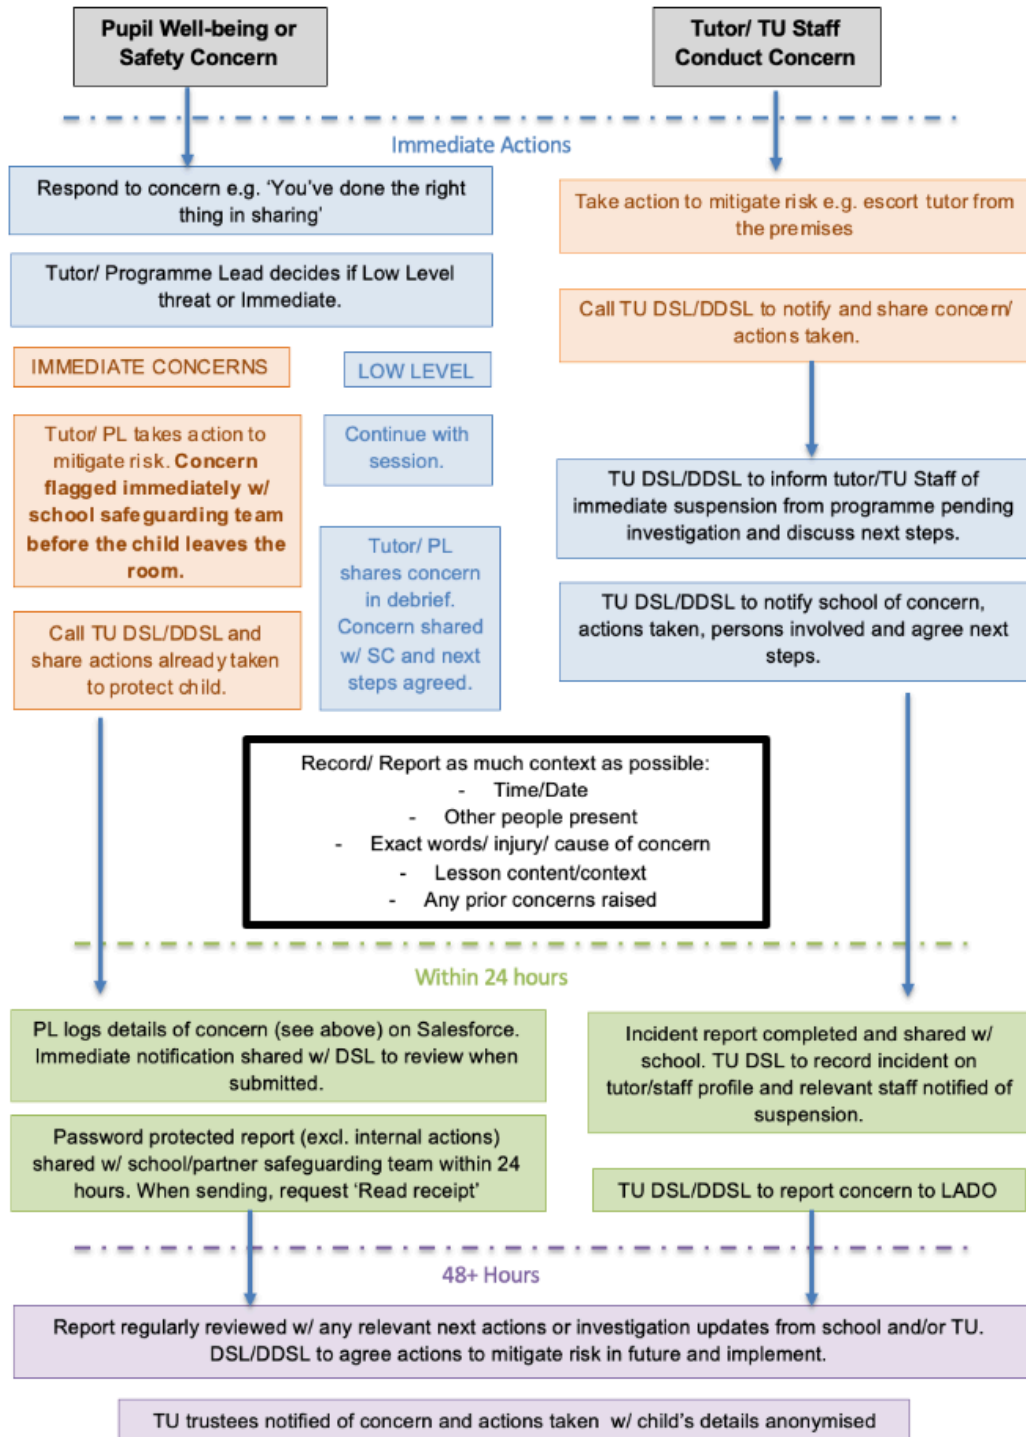 Pupil Well-being or
Safety Concern
Tutor/ TU Staff
Conduct Concern
Immediate Actions
Respond to concern e.g. ‘You’ve done the right
thing in sharing’
Tutor/ Programme Lead decides if Low Level
threat or Immediate.
IMMEDIATE CONCERNS
LOW LEVEL
Tutor/ PL takes action to
mitigate risk. Concern
flagged immediately w/
school safeguarding team
before the child leaves the
room.
Continue with
session.
Call TU DSL/DDSL and
share actions already taken
to protect child.
Tutor/ PL
shares concern
in debrief.
Concern shared
w/ SC and next
steps agreed.
Take action to mitigate risk e.g. escort tutor from
the premises
Call TU DSL/DDSL to notify and share concern/
actions taken.
TU DSL/DDSL to inform tutor/TU Staff of
immediate suspension from programme pending
investigation and discuss next steps.
TU DSL/DDSL to notify school of concern,
actions taken, persons involved and agree next
steps.
Record/ Report as much context as possible:
- Time/Date
- Other people present
- Exact words/ injury/ cause of concern
- Lesson content/context
- Any prior concerns raised
Within 24 hours
PL logs details of concern (see above) on Salesforce.
Immediate notification shared w/ DSL to review when
submitted.
Password protected report (excl. internal actions)
shared w/ school/partner safeguarding team within 24
hours. When sending, request ‘Read receipt’
Incident report completed and shared w/
school. TU DSL to record incident on
tutor/staff profile and relevant staff notified of
suspension.
TU DSL/DDSL to report concern to LADO
48+ Hours
Report regularly reviewed w/ any relevant next actions or investigation updates from school and/or TU.
DSL/DDSL to agree actions to mitigate risk in future and implement.
TU trustees notified of concern and actions taken w/ child’s details anonymised